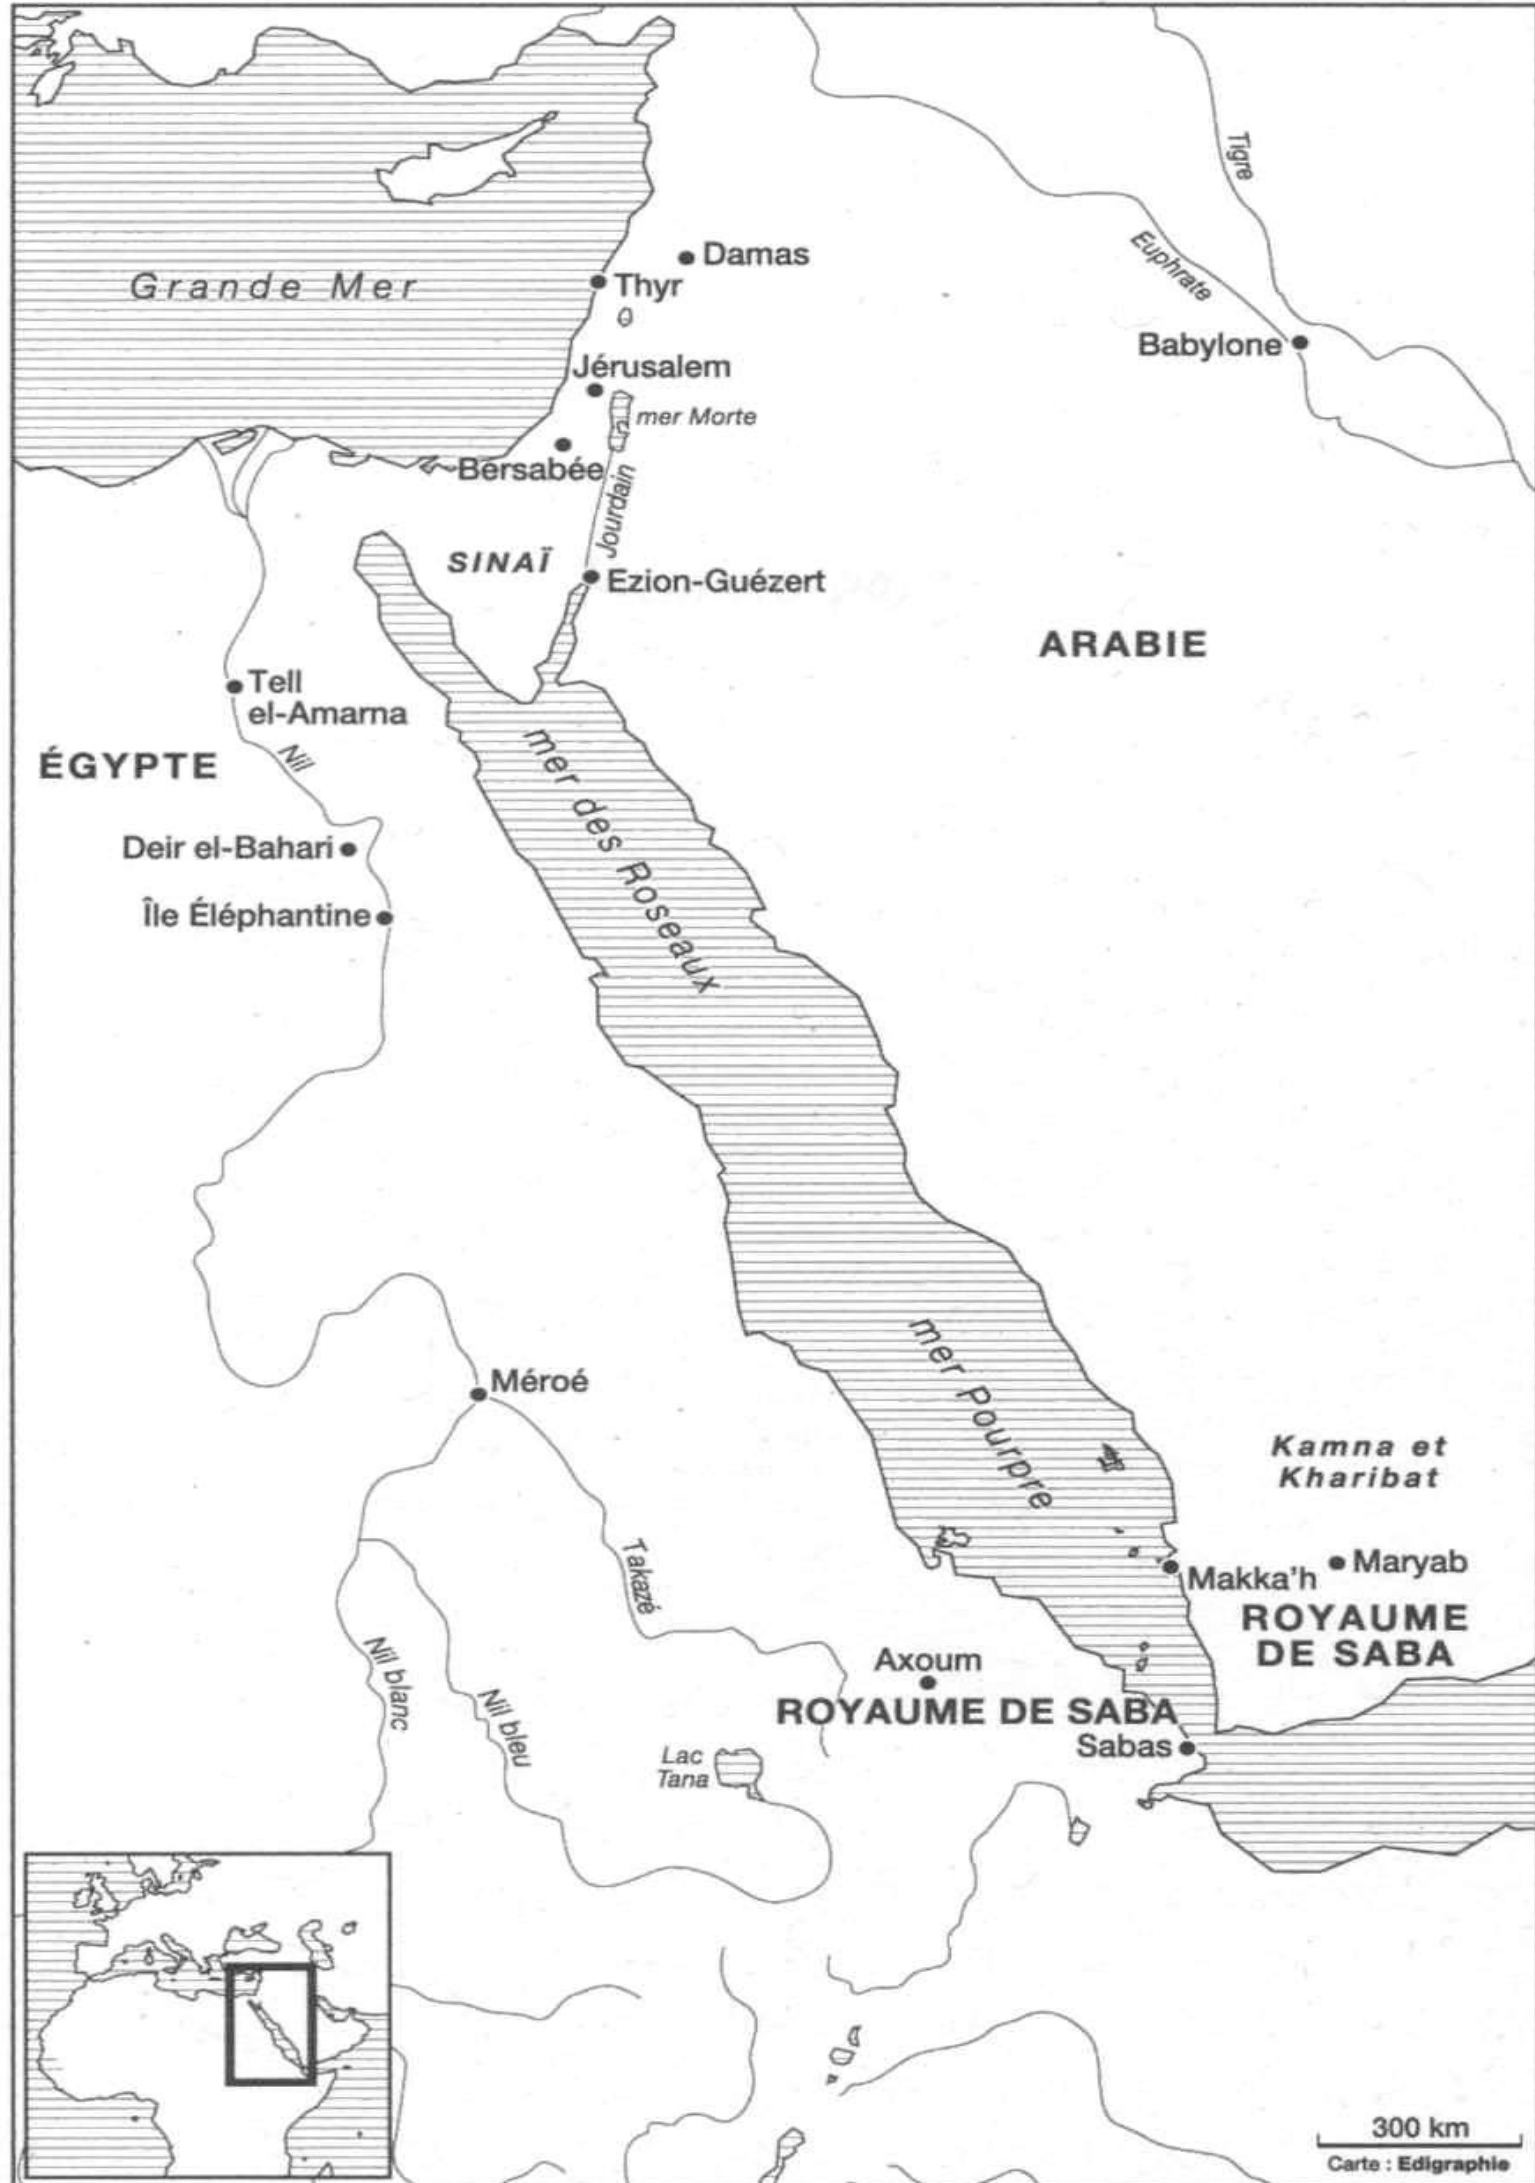 Tigre
Damas
Euphrate
Grande Mer
Thyr
Babylone
Jérusalem
mer Morte
Bersabée
Jourdain
SINAÏ
Ezion-Guézert
ARABIE
Tell
el-Amarna
Nil
ÉGYPTE
mer des Roseaux
Deir el-Bahari
Île Éléphantine
mer Pourpre
Méroé
Kamna et
Kharibat
Takazé
Makka'h
Maryab
ROYAUME
DE SABA
Nil blanc
Nil bleu
Axoum
ROYAUME DE SABA
Sabas
Lac
Tana
300 km
Carte : Edigraphie